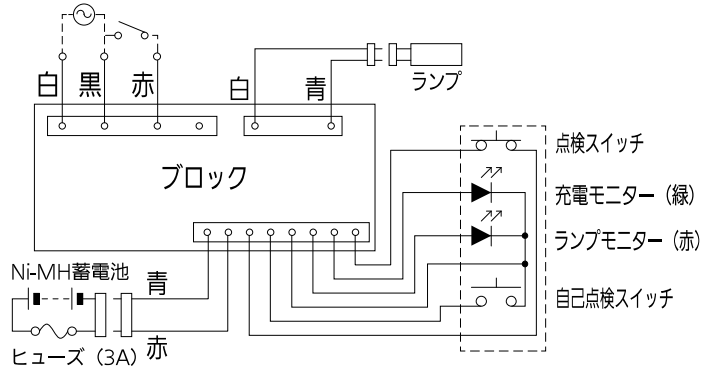 白 黒 赤
白 青
ランプ
ブロック
点検スイッチ
充電モニター（緑）
ランプモニター（赤）
自己点検スイッチ
Ni-MH蓄電池
青
赤
ヒューズ（3A）